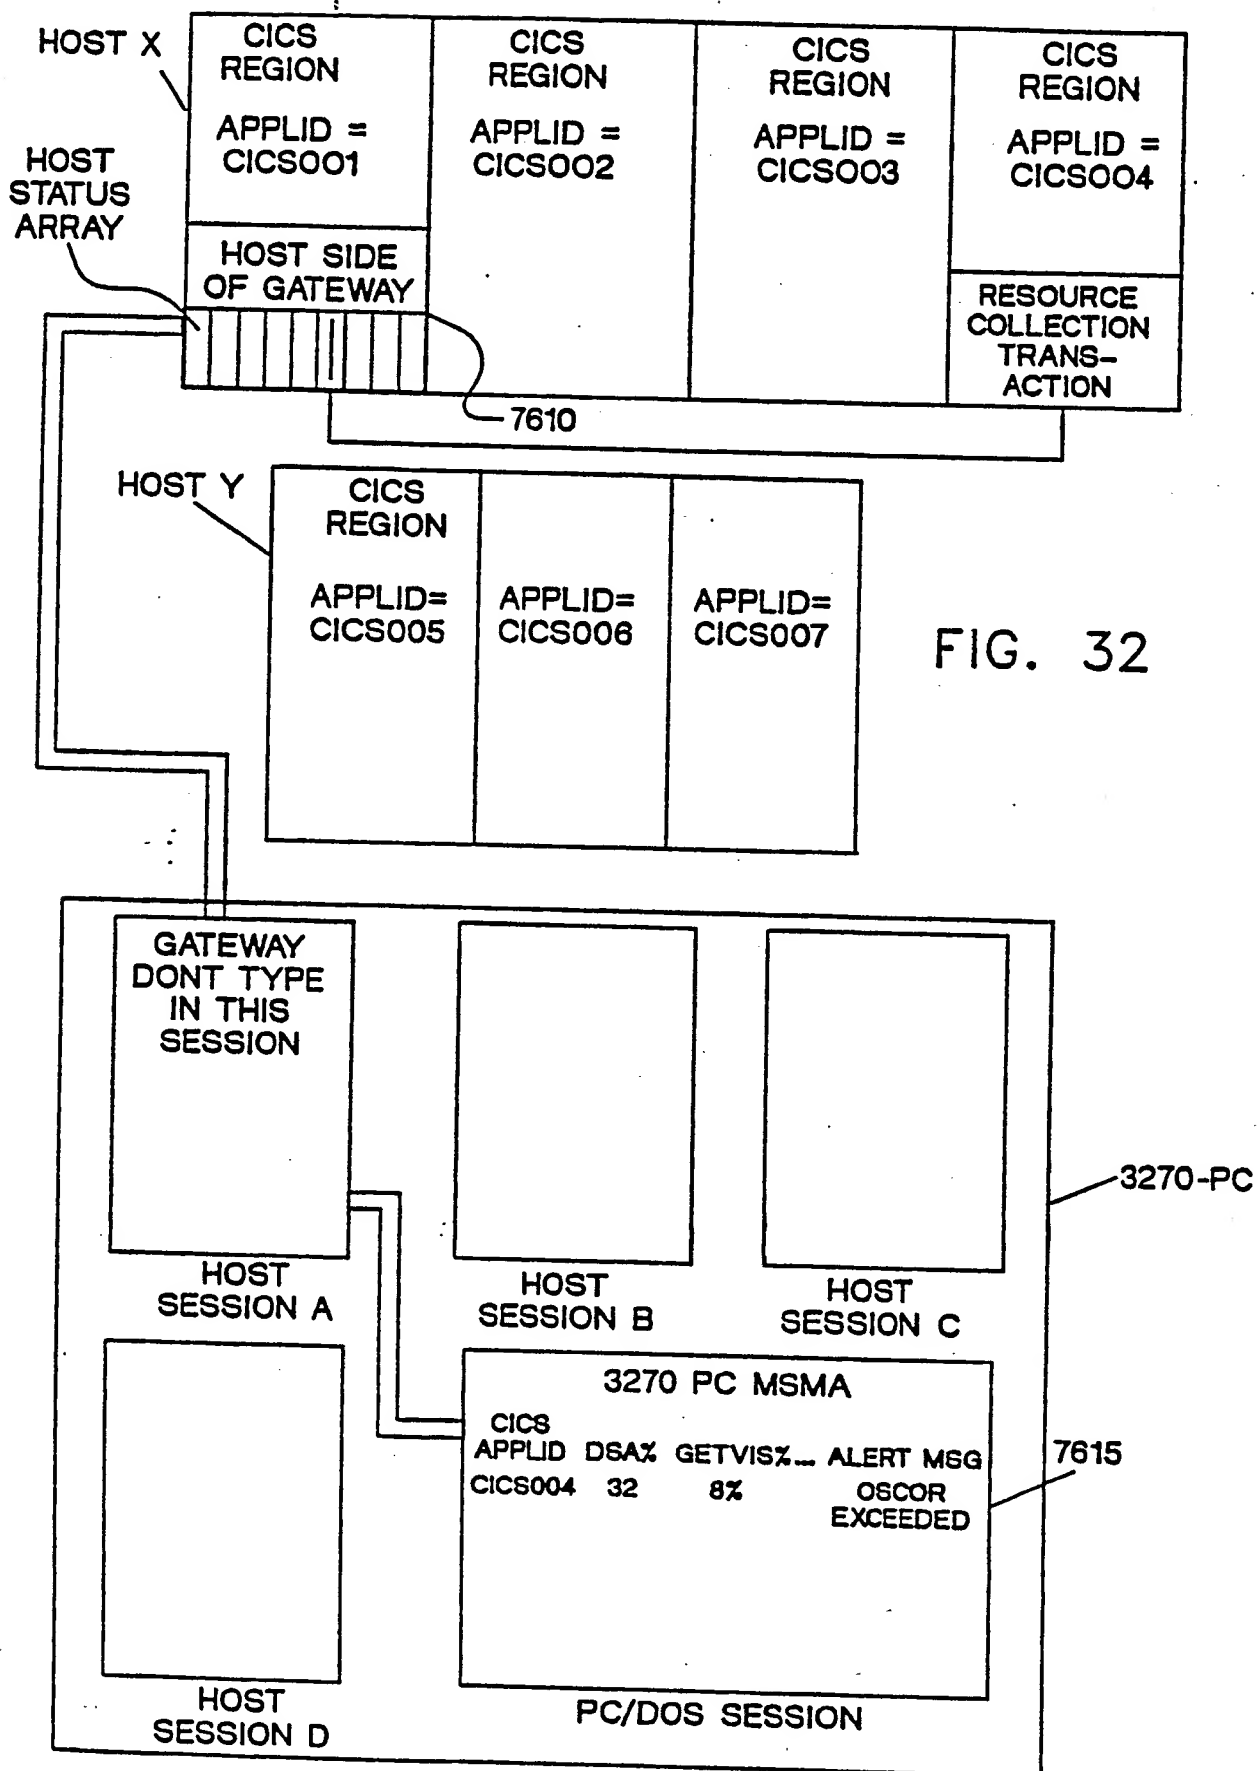 HOST X
CICS
REGION
APPLID =
CICS001
CICS
REGION
APPLID =
CICS002
CICS
REGION
APPLID =
CICS003
CICS
REGION
APPLID =
CICS004
HOST
STATUS
ARRAY
HOST SIDE
OF GATEWAY
RESOURCE
COLLECTION
TRANS-
ACTION
7610
HOST Y
CICS
REGION
APPLID=
CICS005
APPLID=
CICS006
APPLID=
CICS007
FIG. 32
GATEWAY
DONT TYPE
IN THIS
SESSION
3270-PC
HOST
SESSION A
HOST
SESSION B
HOST
SESSION C
3270 PC MSMA
CICS
APPLID DSA% GETVIS%... ALERT MSG
CICS004 32 8% OSCOR
EXCEEDED
7615
HOST
SESSION D
PC/DOS SESSION